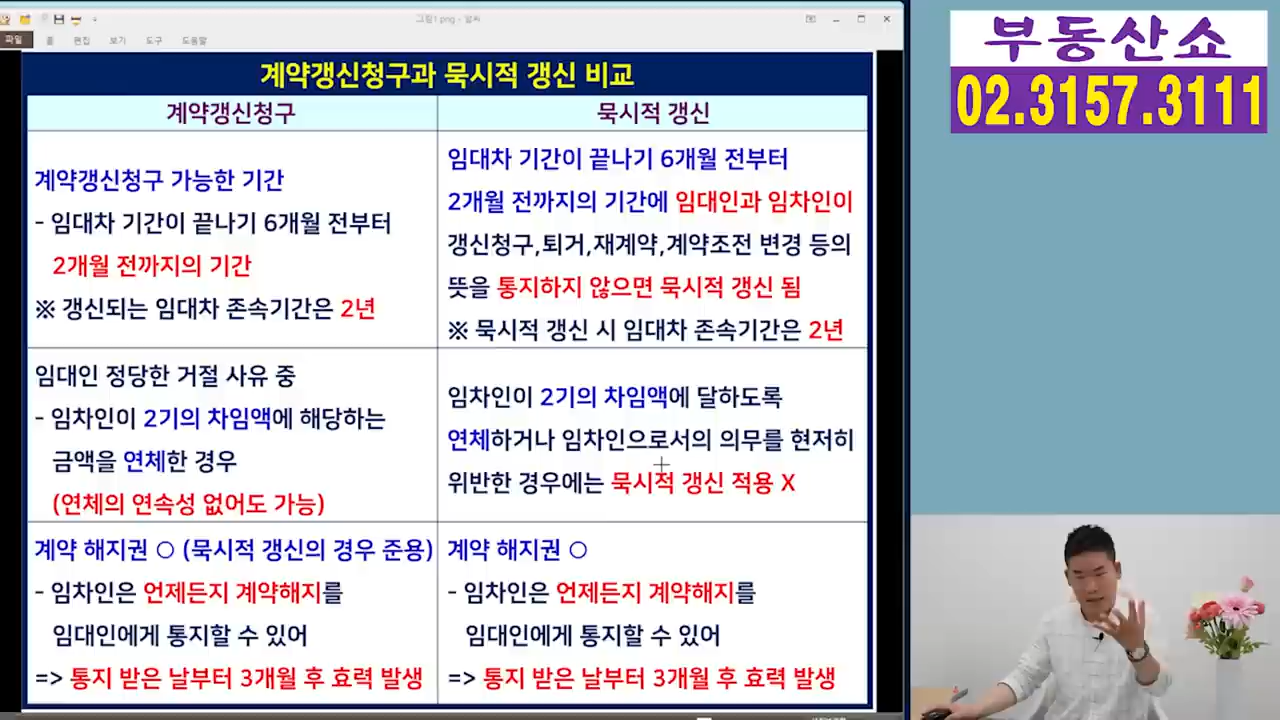 그림1.png - 알씨
파일
홈
편집
보기
도구
도움말
부동산쇼
02.3157.3111
계약갱신청구과 묵시적 갱신 비교
계약갱신청구
묵시적 갱신
계약갱신청구 가능한 기간
- 임대차 기간이 끝나기 6개월 전부터
2개월 전까지의 기간
※ 갱신되는 임대차 존속기간은 2년
임대차 기간이 끝나기 6개월 전부터
2개월 전까지의 기간에 임대인과 임차인이
갱신청구,퇴거,재계약,계약조전 변경 등의
뜻을 통지하지 않으면 묵시적 갱신 됨
※ 묵시적 갱신 시 임대차 존속기간은 2년
임대인 정당한 거절 사유 중
- 임차인이 2기의 차임액에 해당하는
금액을 연체한 경우
(연체의 연속성 없어도 가능)
임차인이 2기의 차임액에 달하도록
연체하거나 임차인으로서의 의무를 현저히
위반한 경우에는 묵시적 갱신 적용 X
계약 해지권 ○ (묵시적 갱신의 경우 준용)
- 임차인은 언제든지 계약해지를
임대인에게 통지할 수 있어
=> 통지 받은 날부터 3개월 후 효력 발생
계약 해지권 ○
- 임차인은 언제든지 계약해지를
임대인에게 통지할 수 있어
=> 통지 받은 날부터 3개월 후 효력 발생